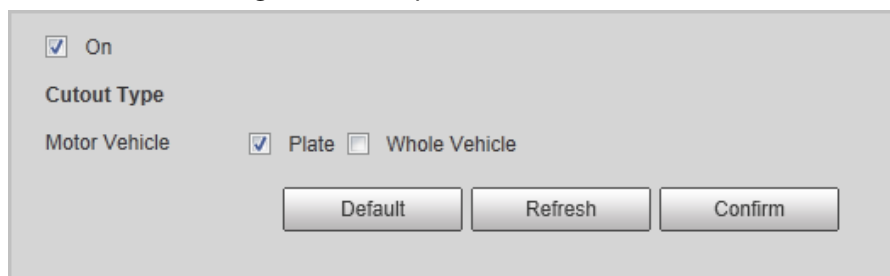 On
Cutout Type
Motor Vehicle Plate Whole Vehicle
Default Refresh Confirm